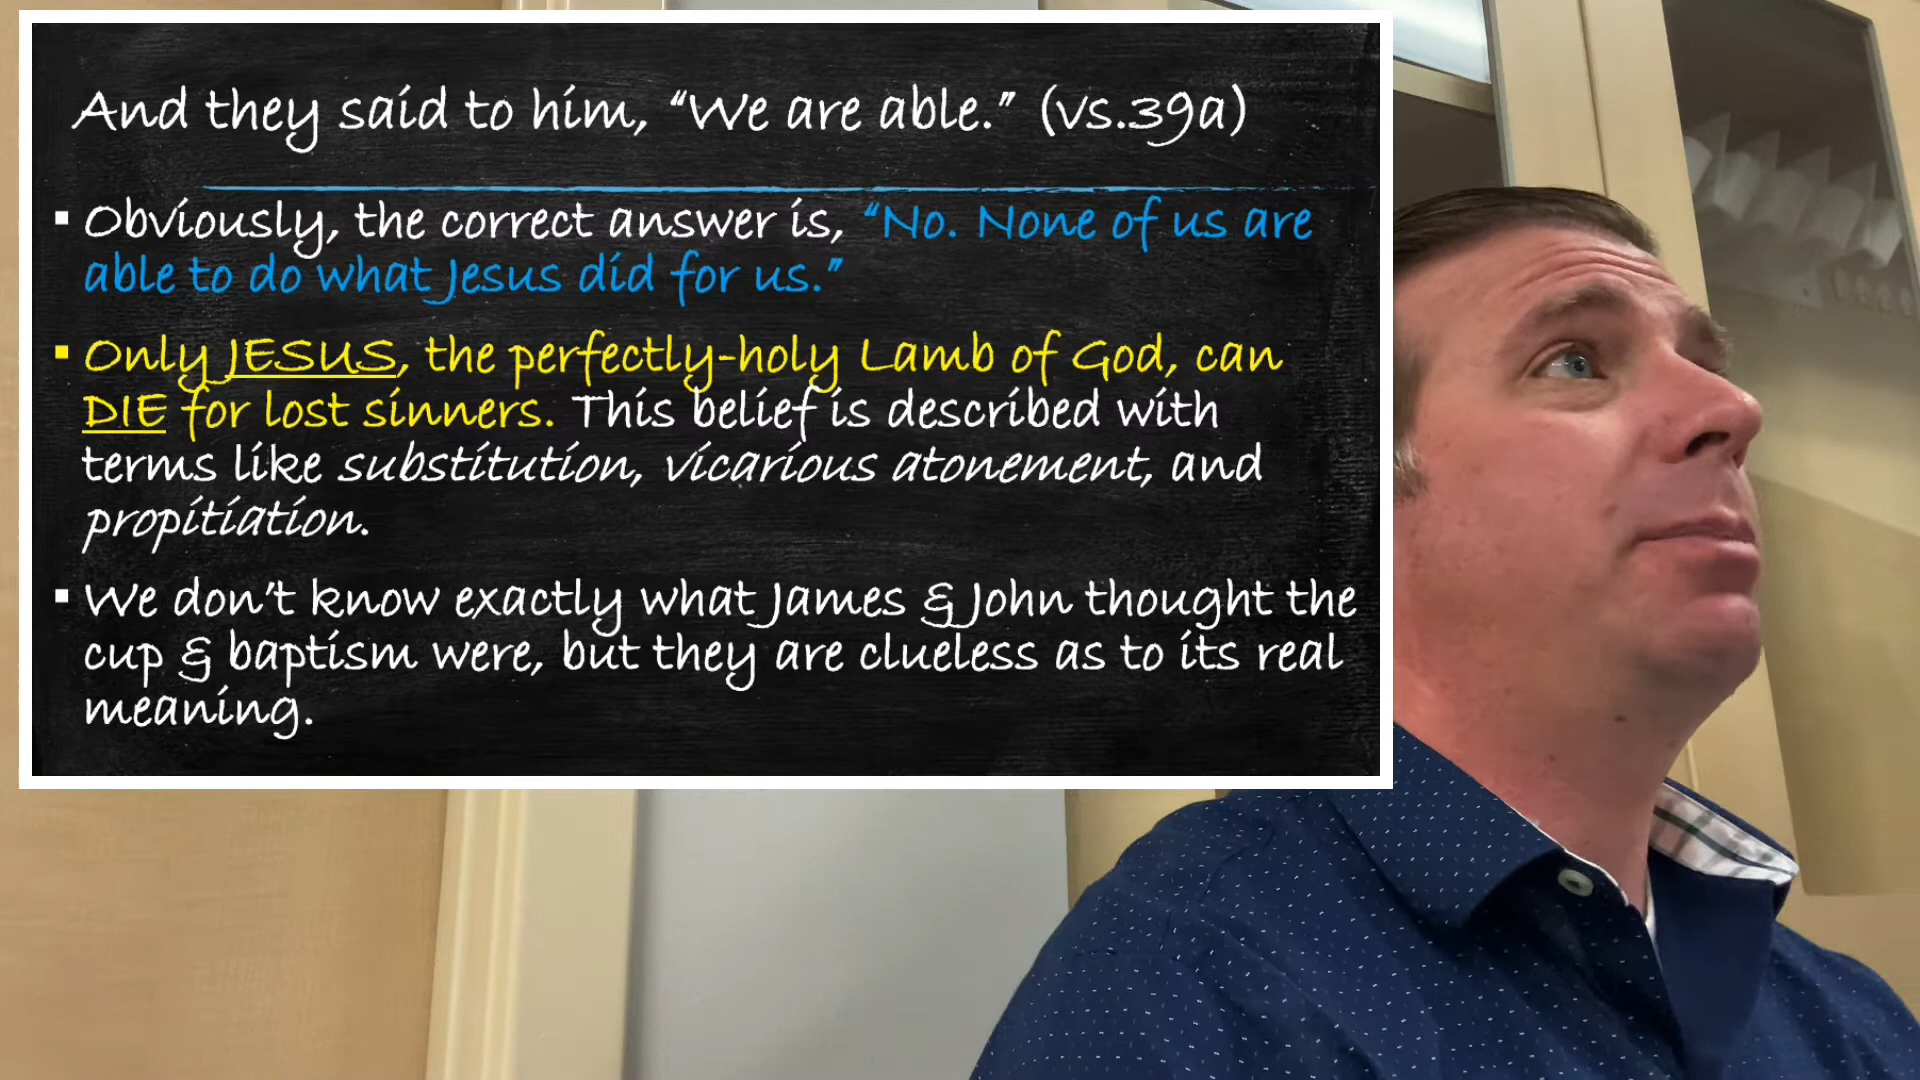 And they said to him, “We are able.” (vs.39a)
▪ Obviously, the correct answer is, “No. None of us are
able to do what Jesus did for us.”
▪ Only JESUS, the perfectly-holy Lamb of God, can
DIE for lost sinners. This belief is described with
terms like substitution, vicarious atonement, and
propitiation.
▪ We don’t know exactly what James & John thought the
cup & baptism were, but they are clueless as to its real
meaning.